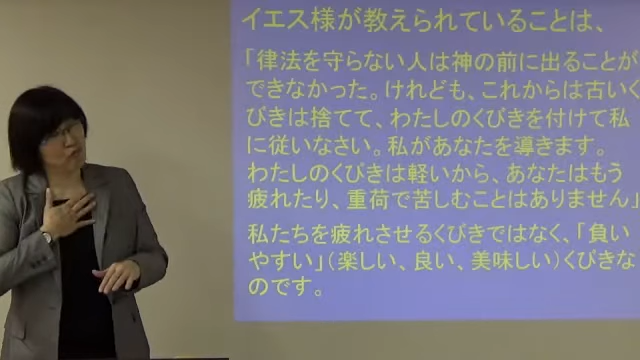 イエス様が教えられていることは、
「律法を守らない人は神の前に出ることが
できなかった。けれども、これからは古いく
びきは捨てて、わたしのくびきを付けて私
に従いなさい。私があなたを導きます。
わたしのくびきは軽いから、あなたはもう
疲れたり、重荷で苦しむことはありません」
私たちを疲れさせるくびきではなく、「負い
やすい」（楽しい、良い、美味しい）くびきな
のです。